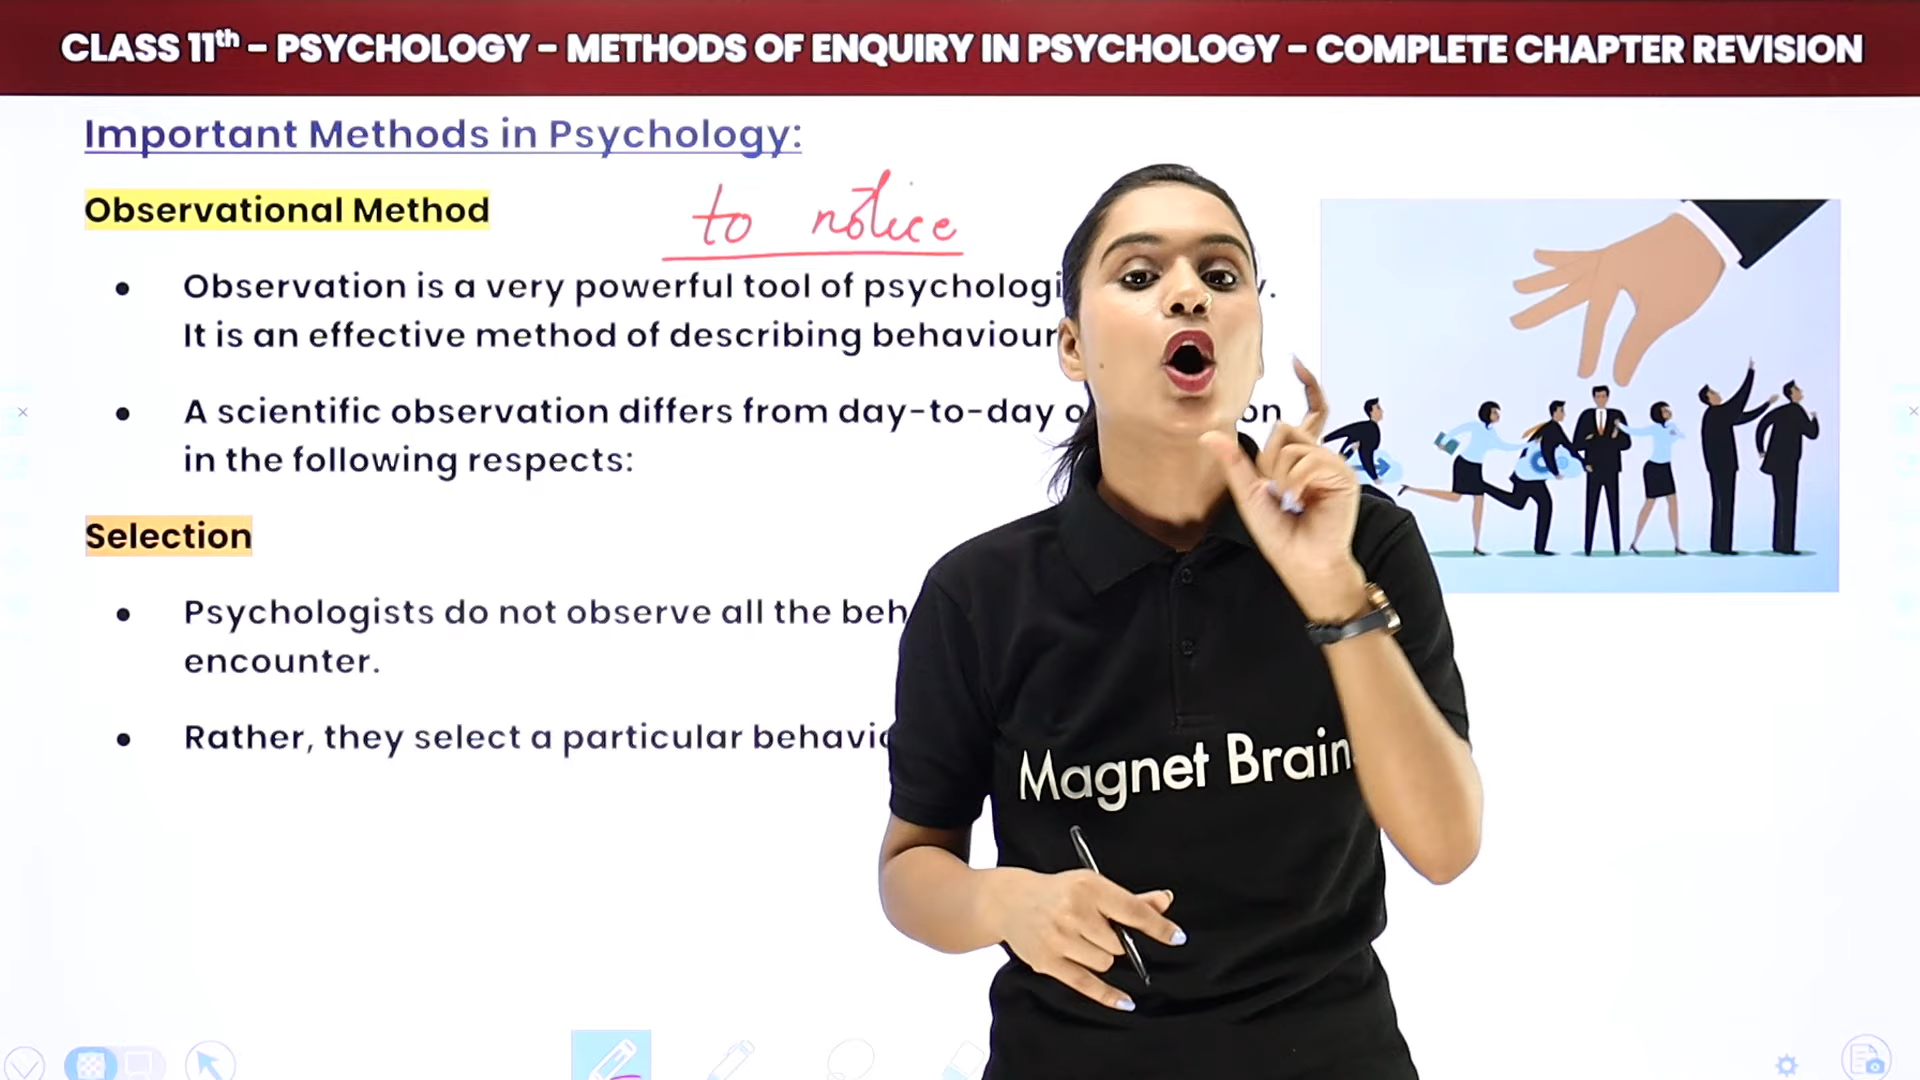 CLASS 11th – PSYCHOLOGY – METHODS OF ENQUIRY IN PSYCHOLOGY – COMPLETE CHAPTER REVISION
Important Methods in Psychology:
Observational Method
to notice
• Observation is a very powerful tool of
It is an effective method of describing behaviour
• A scientific observation differs from day-to-day
in the following respects:
Selection
• Psychologists do not observe all the
encounter.
• Rather, they select a particular
Magnet Brain